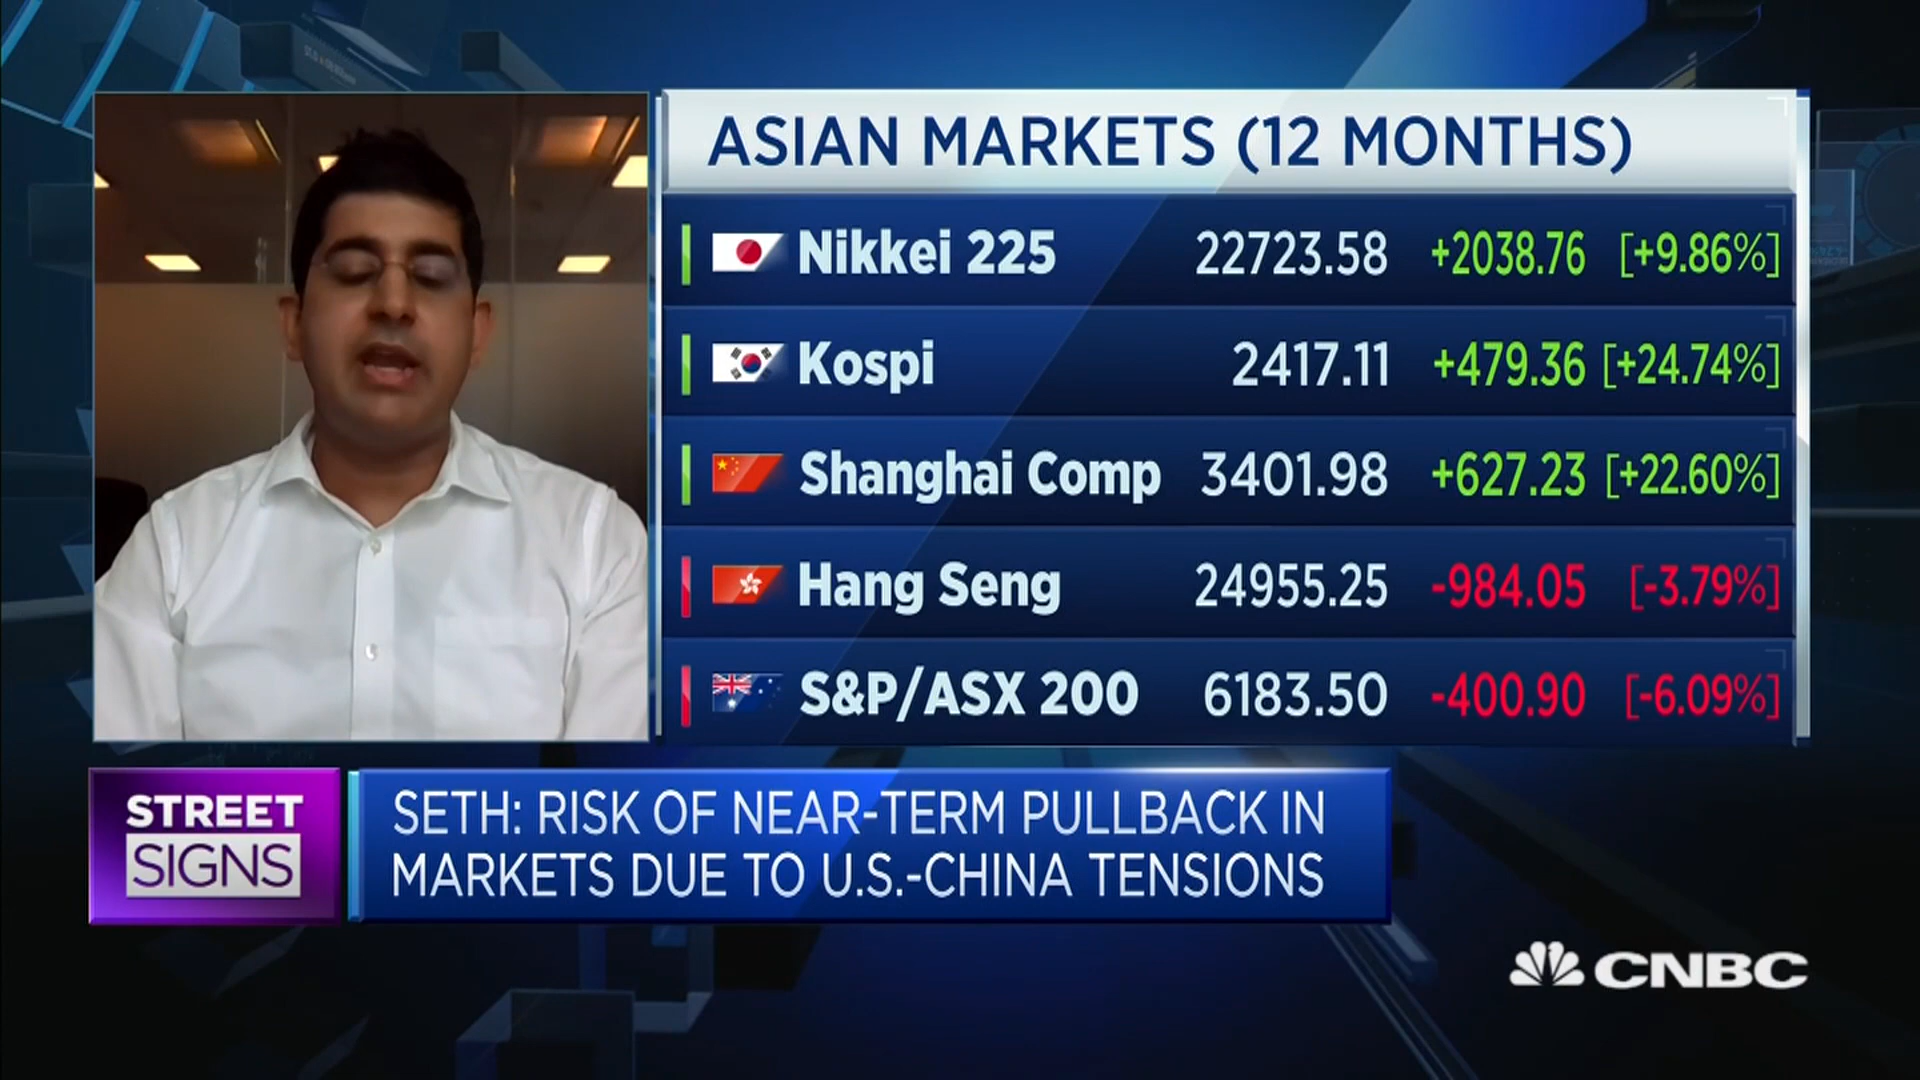 ASIAN MARKETS (12 MONTHS)
Nikkei 225 22723.58 +2038.76 [+9.86%]
Kospi 2417.11 +479.36 [+24.74%]
Shanghai Comp 3401.98 +627.23 [+22.60%]
Hang Seng 24955.25 -984.05 [-3.79%]
S&P/ASX 200 6183.50 -400.90 [-6.09%]
STREET
SIGNS
SETH: RISK OF NEAR-TERM PULLBACK IN
MARKETS DUE TO U.S.-CHINA TENSIONS
CNBC